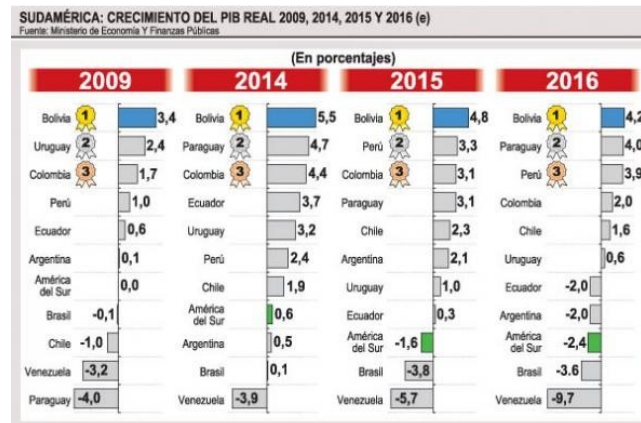 SUDAMÉRICA: CRECIMIENTO DEL PIB REAL 2009, 2014, 2015 Y 2016 (e)
Fuente: Ministerio de Economía Y Finanzas Públicas
(En porcentajes)
2009
Bolivia 1 3,4
Uruguay 2 2,4
Colombia 3 1,7
Perú 1,0
Ecuador 0,6
Argentina 0,1
América
del Sur 0,0
Brasil -0,1
Chile -1,0
Venezuela -3,2
Paraguay -4,0
2014
Bolivia 1 5,5
Paraguay 2 4,7
Colombia 3 4,4
Ecuador 3,7
Uruguay 3,2
Perú 2,4
Chile 1,9
América
del Sur 0,6
Argentina 0,5
Brasil 0,1
Venezuela -3,9
2015
Bolivia 1 4,8
Perú 2 3,3
Colombia 3 3,1
Paraguay 3,1
Chile 2,3
Argentina 2,1
Uruguay 1,0
Ecuador 0,3
América
del Sur -1,6
Brasil -3,8
Venezuela -5,7
2016
Bolivia 1 4,2
Paraguay 2 4,0
Perú 3 3,9
Colombia 2,0
Chile 1,6
Uruguay 0,6
Ecuador -2,0
Argentina -2,0
América
del Sur -2,4
Brasil -3.6
Venezuela -9,7